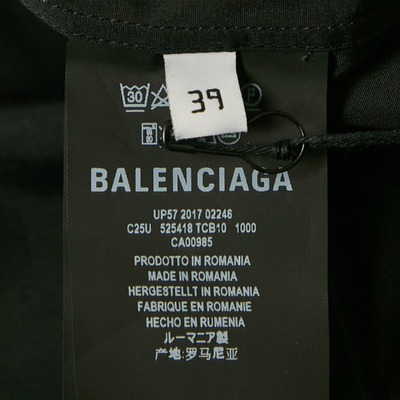 39
30
BALENCIAGA
UP57 2017 02246
C25U 525418 TCB10 1000
CA00985
PRODOTTO IN ROMANIA
MADE IN ROMANIA
HERGESTELLT IN ROMANIA
FABRIQUE EN ROMANIE
HECHO EN RUMENIA
ルーマニア製
产地:罗马尼亚